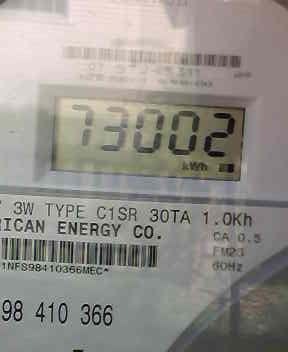 73002
kWh
3W TYPE C1SR 30TA 1.0Kh
RICAN ENERGY CO.
CA 0.5
FM2S
60Hz
1NFS98410366MEC*
98 410 366